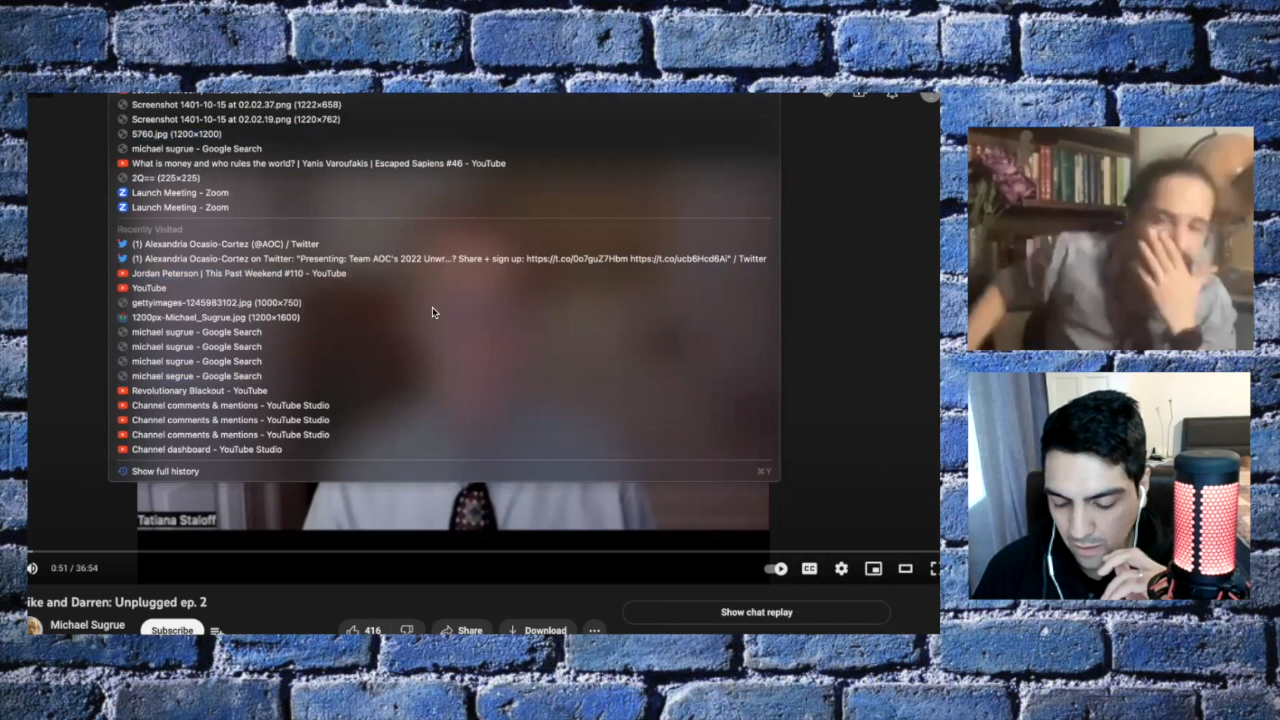 Screenshot 1401-10-15 at 02.02.37.png (1222×658)
Screenshot 1401-10-15 at 02.02.19.png (1220×762)
5760.jpg (1200×1200)
michael sugrue - Google Search
What is money and who rules the world? | Yanis Varoufakis | Escaped Sapiens #46 - YouTube
2Q== (225×225)
Launch Meeting - Zoom
Launch Meeting - Zoom
Recently Visited
(1) Alexandria Ocasio-Cortez (@AOC) / Twitter
(1) Alexandria Ocasio-Cortez on Twitter: "Presenting: Team AOC's 2022 Unwr...? Share + sign up: https://t.co/0o7guZ7Hbm https://t.co/ucb6Hcd6Ai" / Twitter
Jordan Peterson | This Past Weekend #110 - YouTube
YouTube
gettyimages-1245983102.jpg (1000×750)
1200px-Michael_Sugrue.jpg (1200×1600)
michael sugrue - Google Search
michael sugrue - Google Search
michael sugrue - Google Search
michael segrue - Google Search
Revolutionary Blackout - YouTube
Channel comments & mentions - YouTube Studio
Channel comments & mentions - YouTube Studio
Channel comments & mentions - YouTube Studio
Channel dashboard - YouTube Studio
Show full history ⌘Y
Tatiana Staloff
0:51 / 36:54
CC
ike and Darren: Unplugged ep. 2
Show chat replay
Michael Sugrue
Subscribe
416
Share
Download